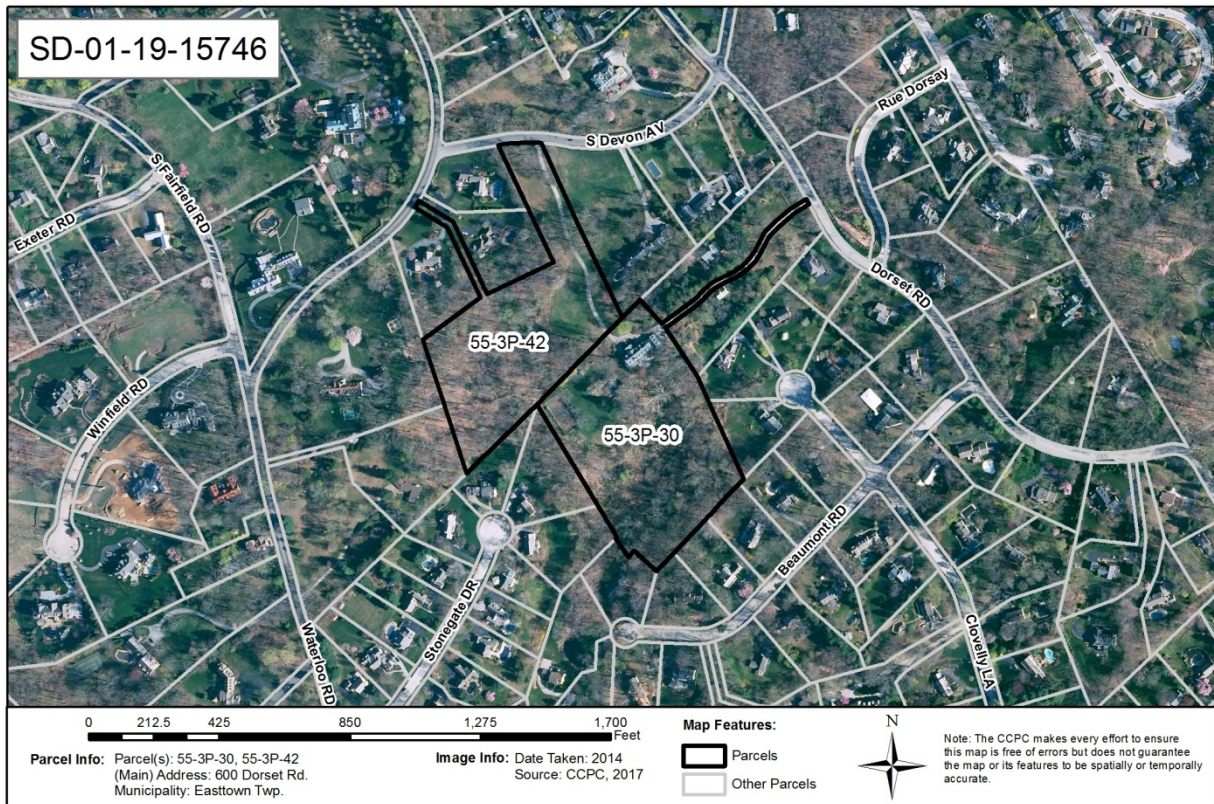 SD-01-19-15746
S Devon AV
Rue Dorsay
S Fairfield RD
Exeter RD
Dorset RD
55-3P-42
Winfield RD
55-3P-30
Beaumont RD
Stonegate DR
Waterloo RD
Clovelly LA
0 212.5 425 850 1,275 1,700
Feet
Parcel Info: Parcel(s): 55-3P-30, 55-3P-42
(Main) Address: 600 Dorset Rd.
Municipality: Easttown Twp.
Image Info: Date Taken: 2014
Source: CCPC, 2017
Map Features:
Parcels
Other Parcels
N
Note: The CCPC makes every effort to ensure
this map is free of errors but does not guarantee
the map or its features to be spatially or temporally
accurate.